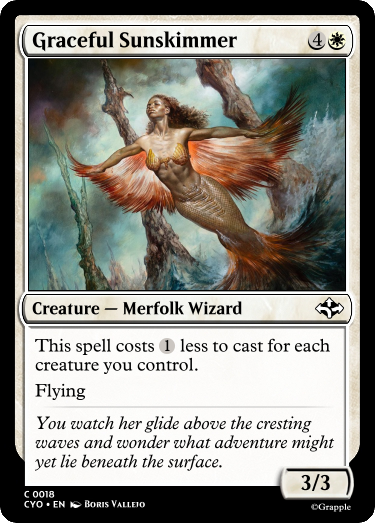 Graceful Sunskimmer 4
Creature — Merfolk Wizard
This spell costs 1 less to cast for each
creature you control.
Flying
You watch her glide above the cresting
waves and wonder what adventure might
yet lie beneath the surface.
3/3
C 0018
CYO • EN Boris Vallejo
©Grapple